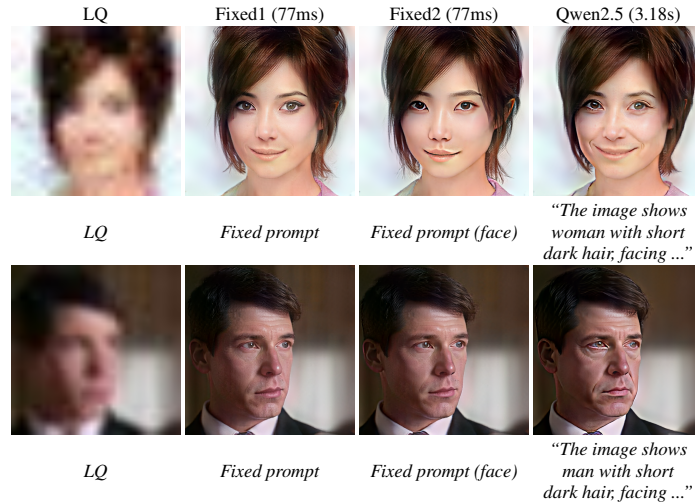 LQ Fixed1 (77ms) Fixed2 (77ms) Qwen2.5 (3.18s)
LQ Fixed prompt Fixed prompt (face) “The image shows
woman with short
dark hair, facing ...”
LQ Fixed prompt Fixed prompt (face) “The image shows
man with short
dark hair, facing ...”